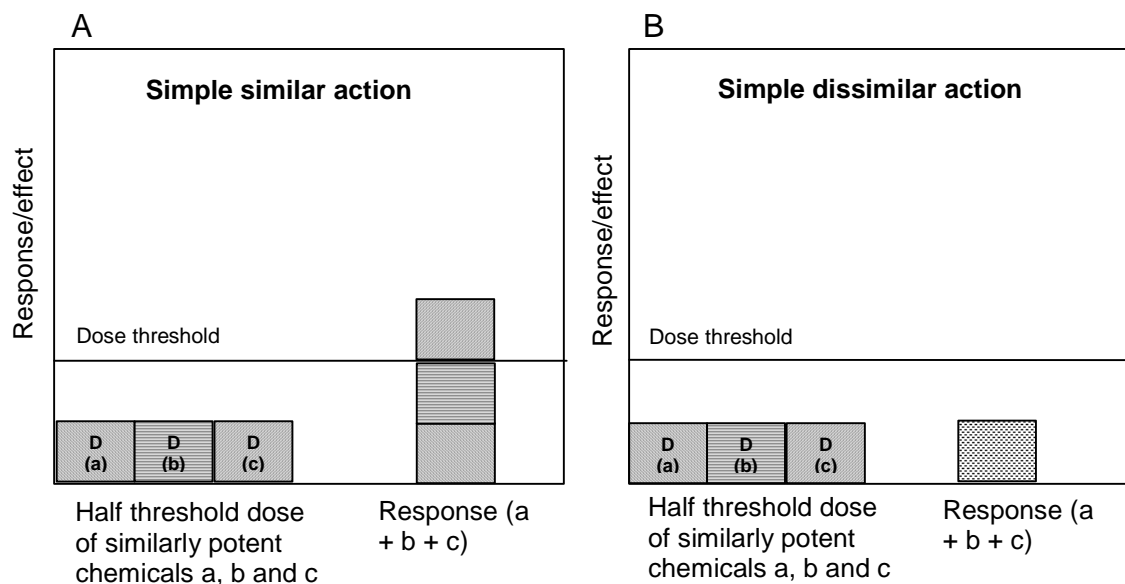 A
Simple similar action
Response/effect
Dose threshold
D
(a)
D
(b)
D
(c)
Half threshold dose
of similarly potent
chemicals a, b and c
Response (a
+ b + c)
B
Simple dissimilar action
Response/effect
Dose threshold
D
(a)
D
(b)
D
(c)
Half threshold dose
of similarly potent
chemicals a, b and c
Response (a
+ b + c)